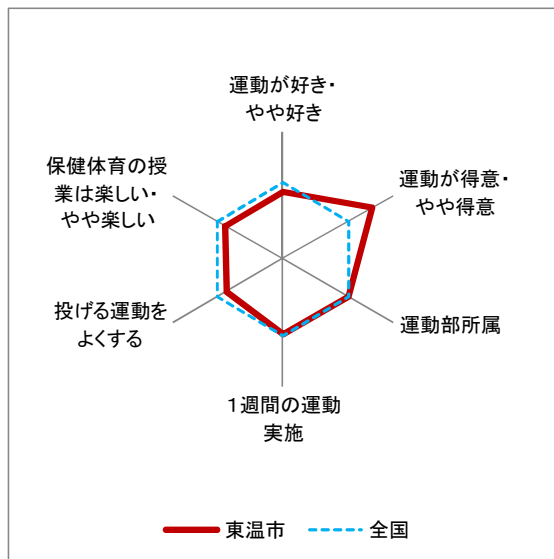 運動が好き・
やや好き
運動が得意・
やや得意
運動部所属
１週間の運動
実施
投げる運動を
よくする
保健体育の授
業は楽しい・
やや楽しい
東温市
全国